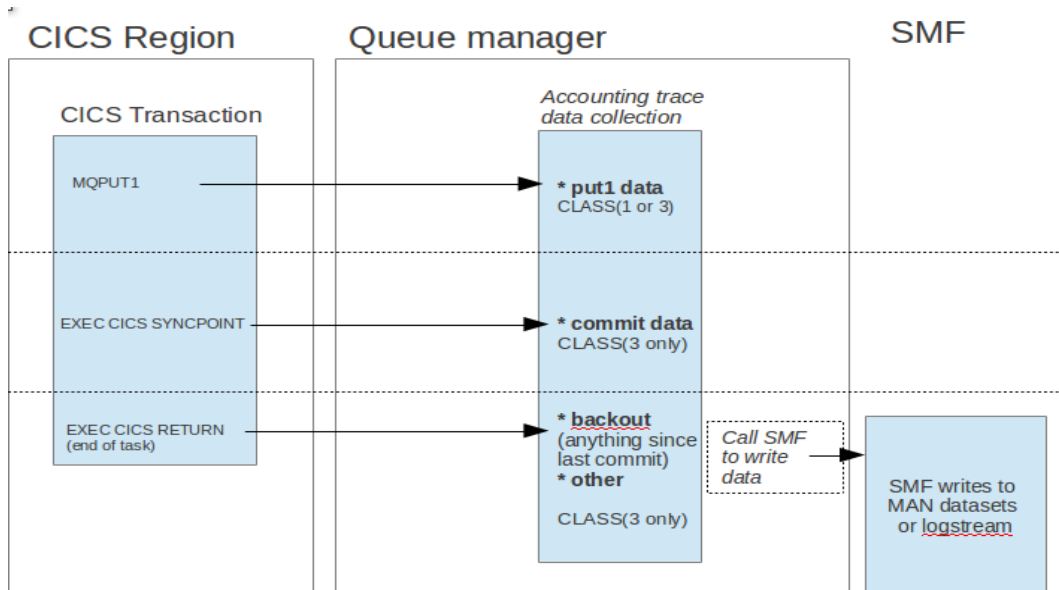 CICS Region
Queue manager
SMF
CICS Transaction
Accounting trace
data collection
MQPUT1
* put1 data
CLASS(1 or 3)
EXEC CICS SYNCPOINT
* commit data
CLASS(3 only)
EXEC CICS RETURN
(end of task)
* backout
(anything since
last commit)
* other
CLASS(3 only)
Call SMF
to write
data
SMF writes to
MAN datasets
or logstream